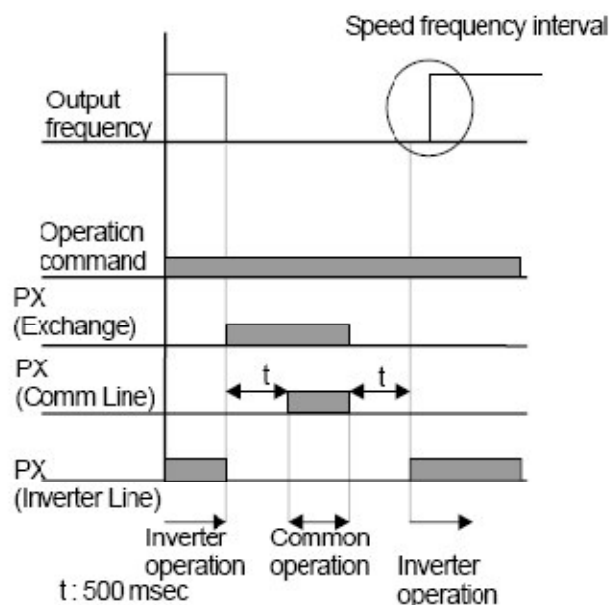 Speed frequency interval
Output
frequency
Operation
command
PX
(Exchange)
PX
(Comm Line)
t
t
PX
(Inverter Line)
Inverter
operation
Common
operation
Inverter
operation
t : 500 msec